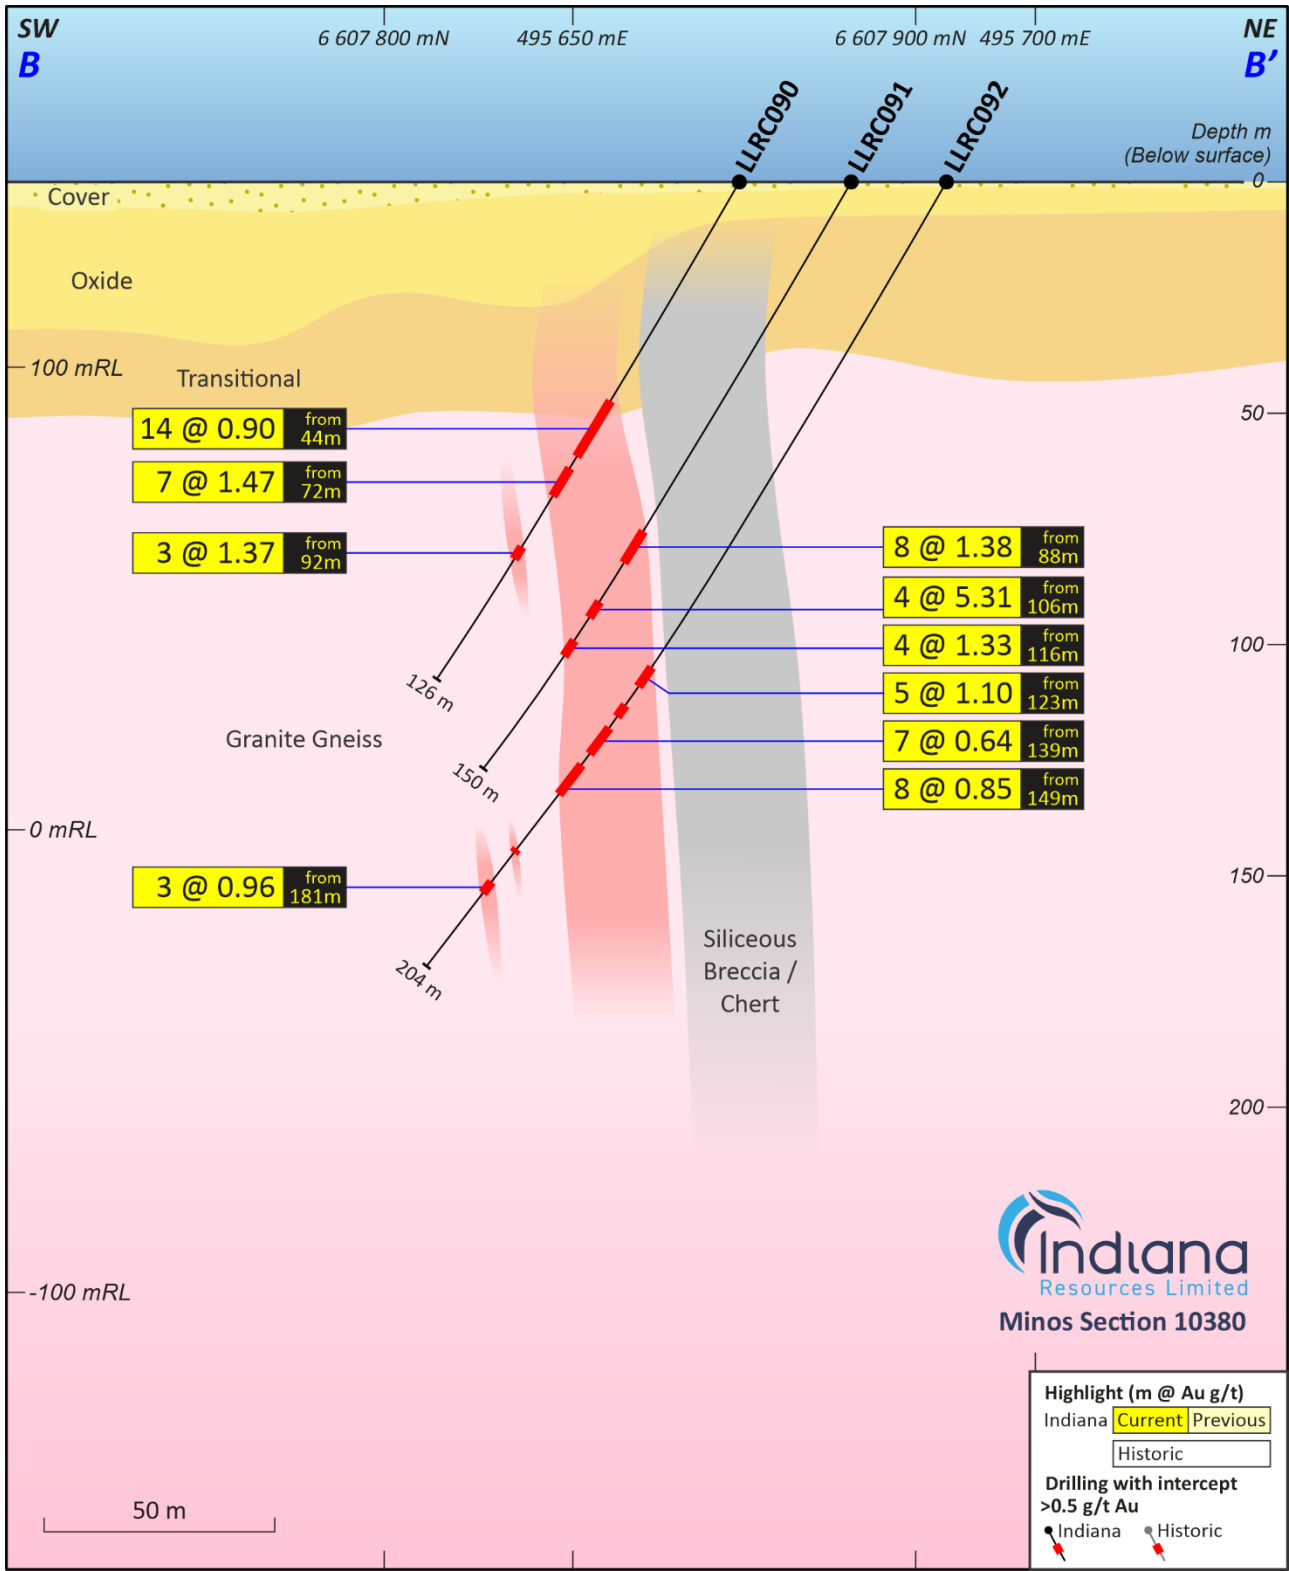 SW
B
6 607 800 mN
495 650 mE
6 607 900 mN
495 700 mE
NE
B’
LLRC090
LLRC091
LLRC092
Depth m
(Below surface)
0
Cover
Oxide
100 mRL
Transitional
14 @ 0.90
from
44m
50
7 @ 1.47
from
72m
3 @ 1.37
from
92m
8 @ 1.38
from
88m
4 @ 5.31
from
106m
4 @ 1.33
from
116m
100
5 @ 1.10
from
123m
7 @ 0.64
from
139m
8 @ 0.85
from
149m
126 m
Granite Gneiss
150 m
0 mRL
3 @ 0.96
from
181m
150
204 m
Siliceous
Breccia /
Chert
200
-100 mRL
Indiana
Resources Limited
Minos Section 10380
Highlight (m @ Au g/t)
Indiana Current Previous
Historic
Drilling with intercept
>0.5 g/t Au
Indiana Historic
50 m